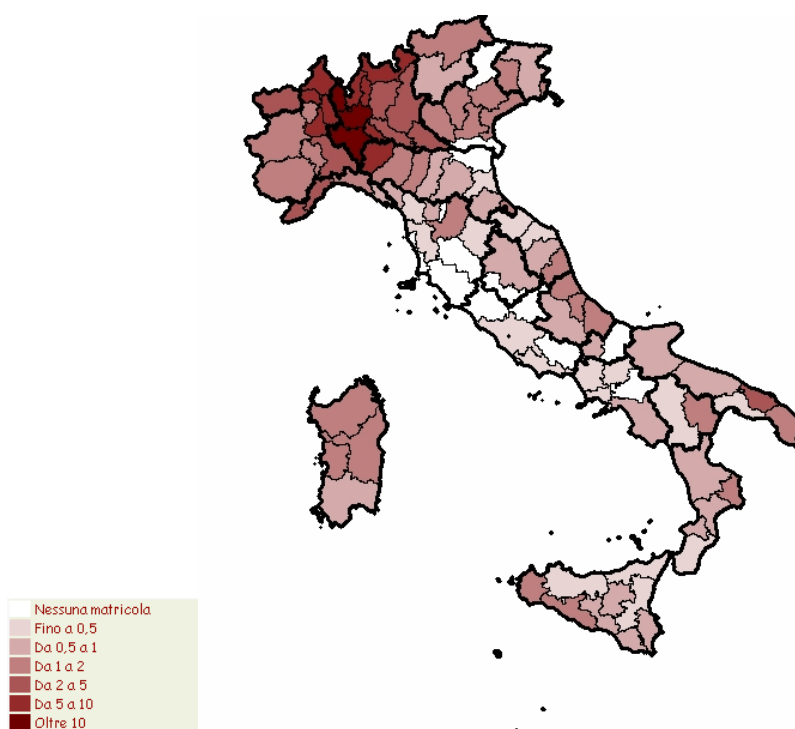 Nessuna matricola
Fino a 0,5
Da 0,5 a 1
Da 1 a 2
Da 2 a 5
Da 5 a 10
Oltre 10